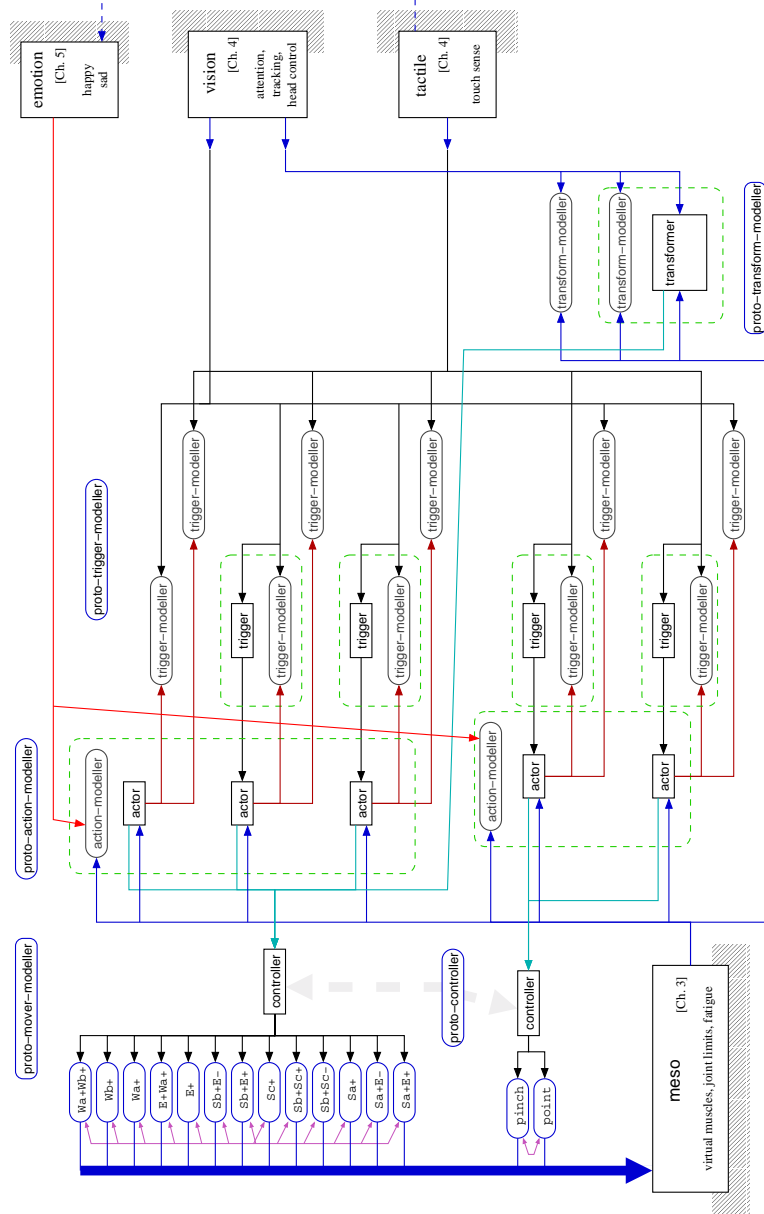 proto−mover−modeller
Wa+Wb+
Wb+
Wa+
E+Wa+
E+
Sb+E−
Sb+E+
Sc+
Sb+Sc+
Sb+Sc−
Sa+
Sa+E−
Sa+E+
pinch
point
meso
[Ch. 3]
virtual muscles, joint limits, fatigue
controller
proto−controller
controller
proto−action−modeller
action−modeller
actor
actor
actor
action−modeller
actor
actor
proto−trigger−modeller
trigger−modeller
trigger−modeller
trigger
trigger−modeller
trigger−modeller
trigger
trigger−modeller
trigger−modeller
trigger
trigger−modeller
trigger−modeller
trigger
trigger−modeller
trigger−modeller
transform−modeller
transform−modeller
transformer
proto−transform−modeller
emotion
[Ch. 5]
happy
sad
vision
[Ch. 4]
attention,
tracking,
head control
tactile
[Ch. 4]
touch sense